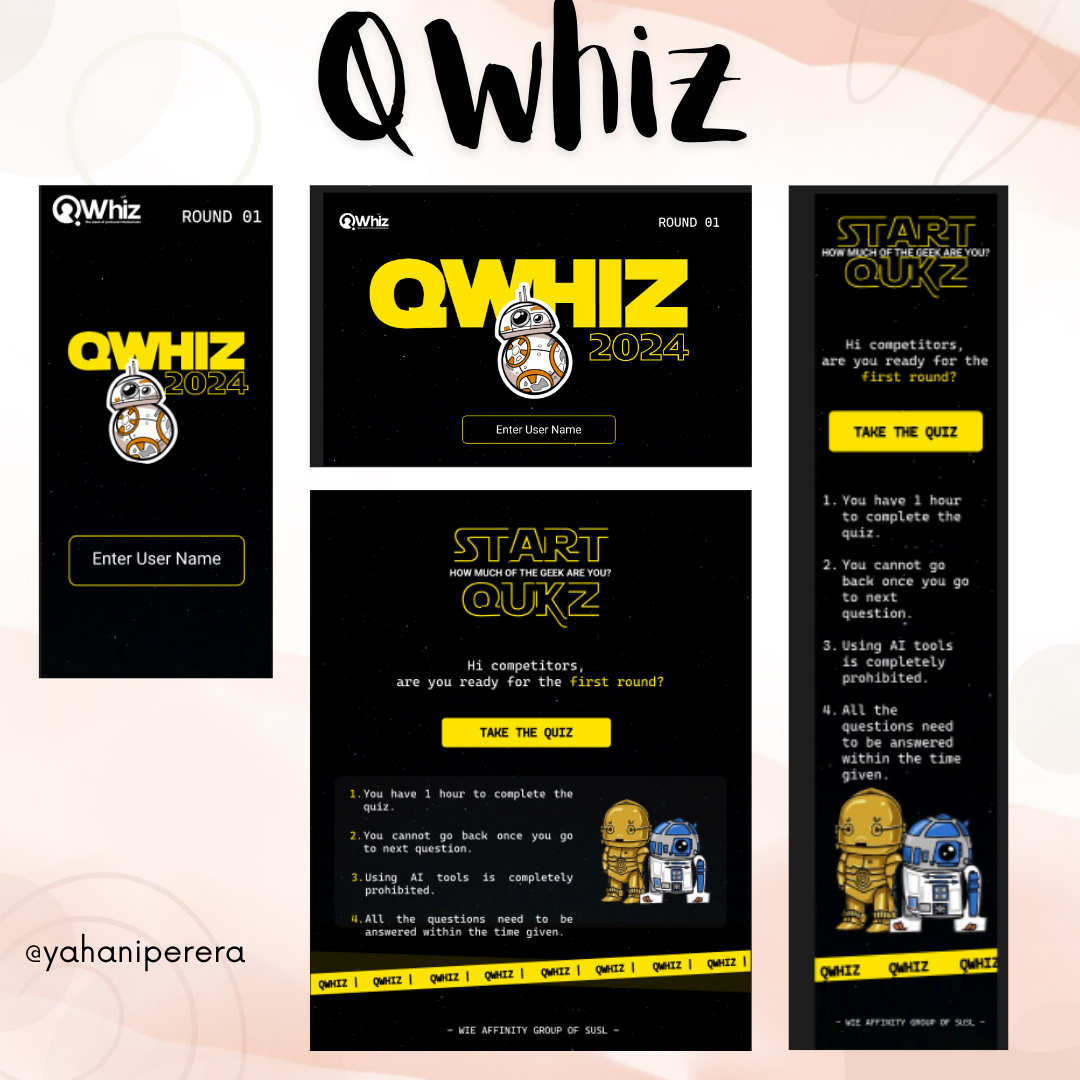 Qwhiz
QWhiz
ROUND 01
QWHIZ
2024
Enter User Name
QWhiz
ROUND 01
QWHIZ
2024
Enter User Name
START
HOW MUCH OF THE GEEK ARE YOU?
QUKZ
Hi competitors,
are you ready for the first round?
TAKE THE QUIZ
1. You have 1 hour to complete the
quiz.
2. You cannot go back once you go
to next question.
3. Using AI tools is completely
prohibited.
4. All the questions need to be
answered within the time given.
QWHIZ | QWHIZ | QWHIZ | QWHIZ | QWHIZ | QWHIZ | QWHIZ | QWHIZ |
– WIE AFFINITY GROUP OF SUSL –
START
HOW MUCH OF THE GEEK ARE YOU?
QUKZ
Hi competitors,
are you ready for the
first round?
TAKE THE QUIZ
1. You have 1 hour
to complete the
quiz.
2. You cannot go
back once you go
to next
question.
3. Using AI tools
is completely
prohibited.
4. All the
questions need
to be answered
within the time
given.
QWHIZ QWHIZ QWHIZ
– WIE AFFINITY GROUP OF SUSL –
@yahaniperera